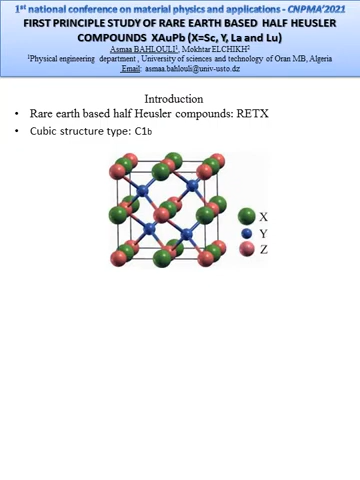 1st national conference on material physics and applications - CNPMA’2021
FIRST PRINCIPLE STUDY OF RARE EARTH BASED HALF HEUSLER
COMPOUNDS XAuPb (X=Sc, Y, La and Lu)
Asmaa BAHLOULI¹, Mokhtar ELCHIKH²
¹Physical engineering department , University of sciences and technology of Oran MB, Algeria
Email: asmaa.bahlouli@univ-usto.dz
Introduction
• Rare earth based half Heusler compounds: RETX
• Cubic structure type: C1b
X
Y
Z